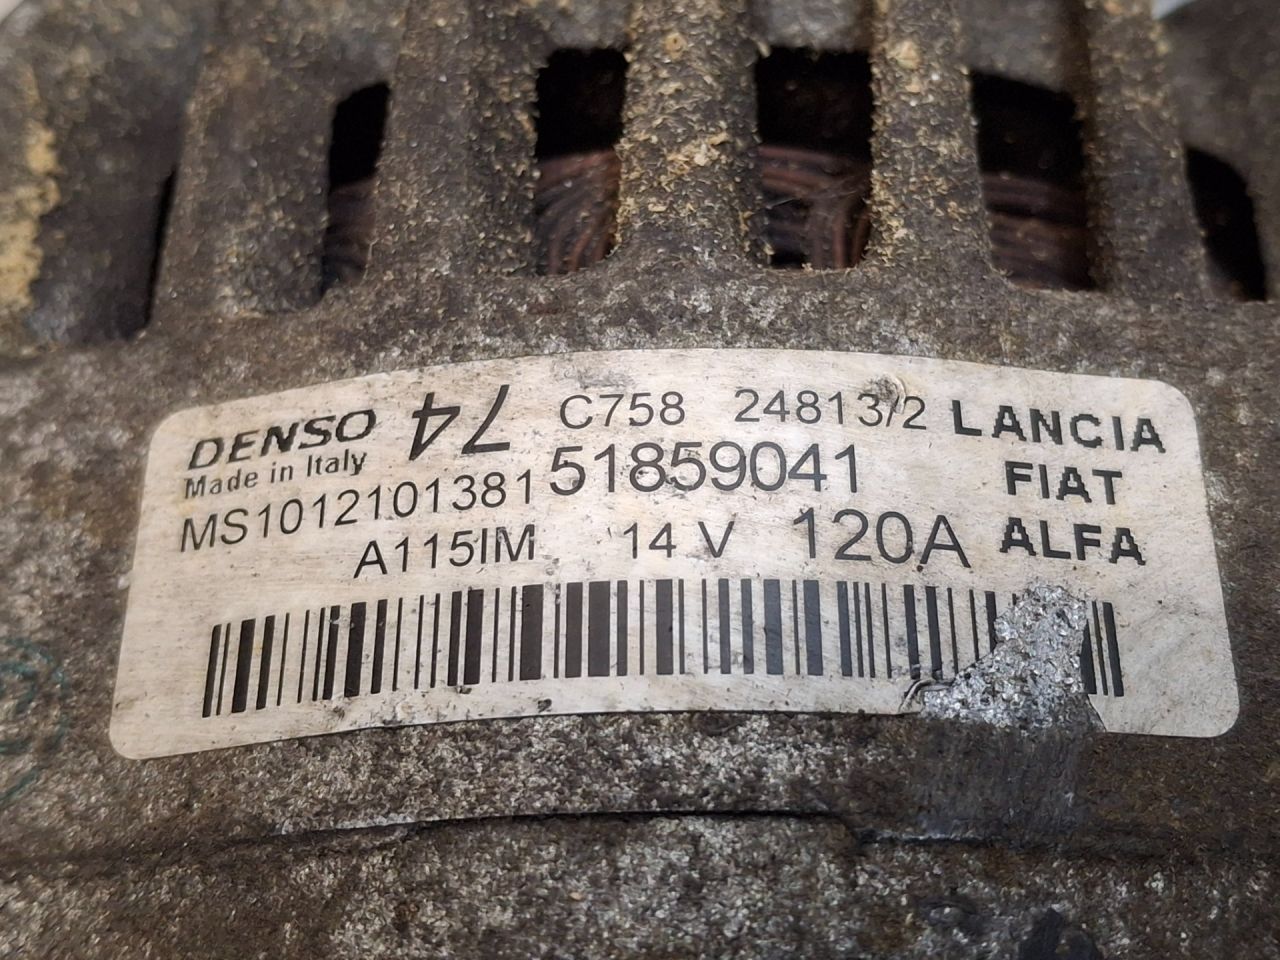 DENSO 74 C758 24813/2 LANCIA
Made in Italy 51859041 FIAT
MS1012101381
A115IM 14 V 120A ALFA